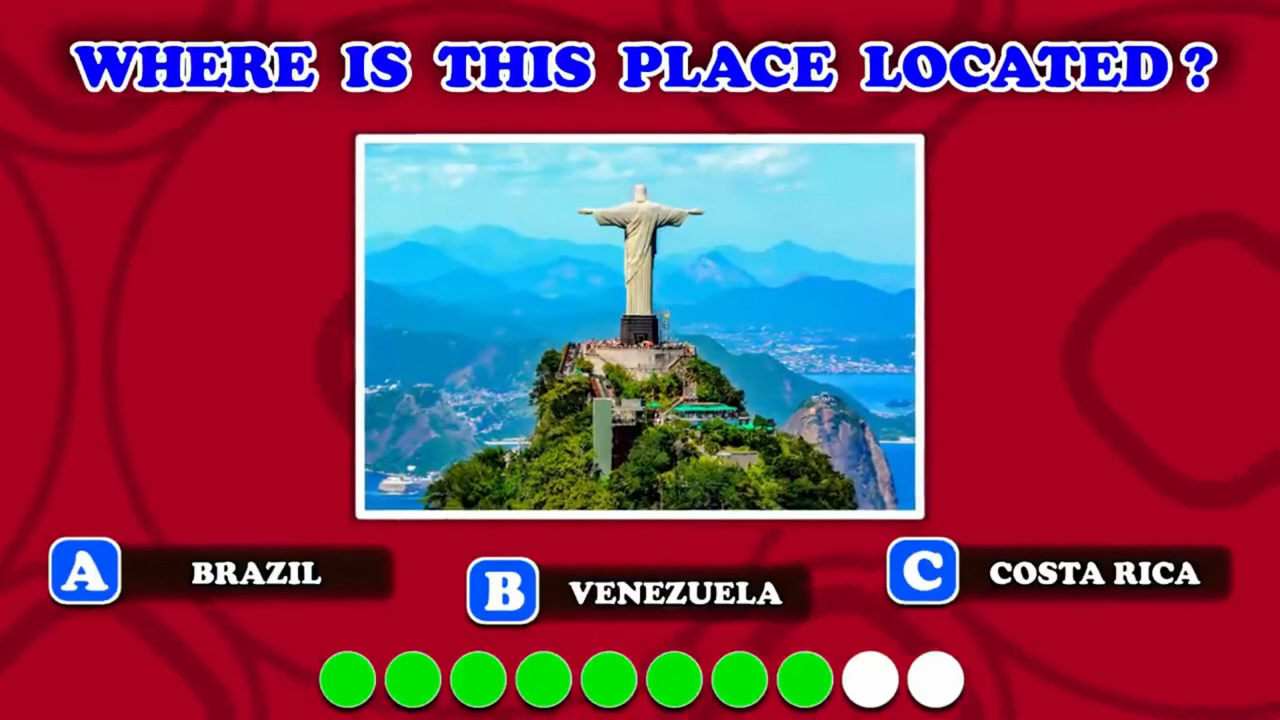 WHERE IS THIS PLACE LOCATED?
A BRAZIL
B VENEZUELA
C COSTA RICA